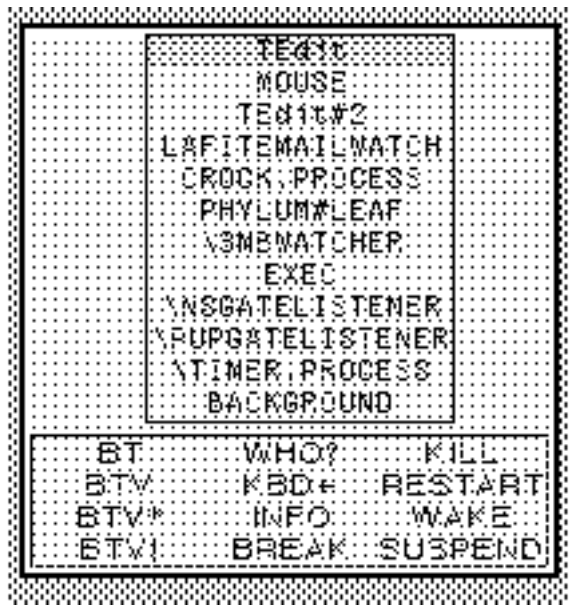 TEdit
MOUSE
TEdit#2
LAFITEMAILWATCH
CROCK.PROCESS
PHYLUM#LEAF
\3MBWATCHER
EXEC
\NSGATELISTENER
\PUPGATELISTENER
\TIMER.PROCESS
BACKGROUND
BT WHO? KILL
BTV KBD← RESTART
BTV* INFO WAKE
BTV! BREAK SUSPEND